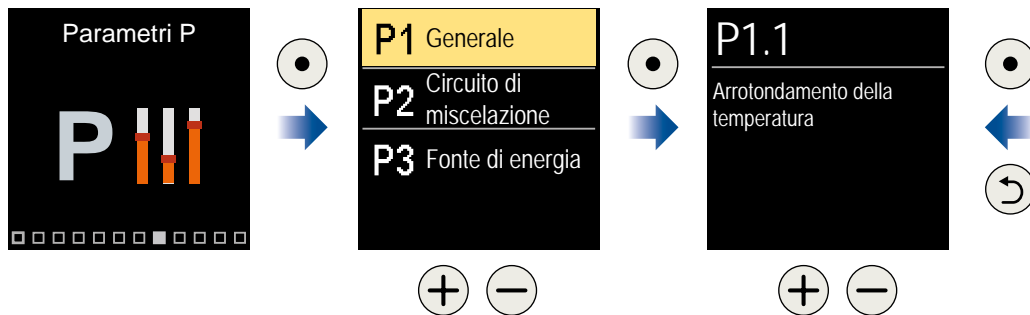 Parametri P
P
P1 Generale
P2 Circuito di
miscelazione
P3 Fonte di energia
P1.1
Arrotondamento della
temperatura